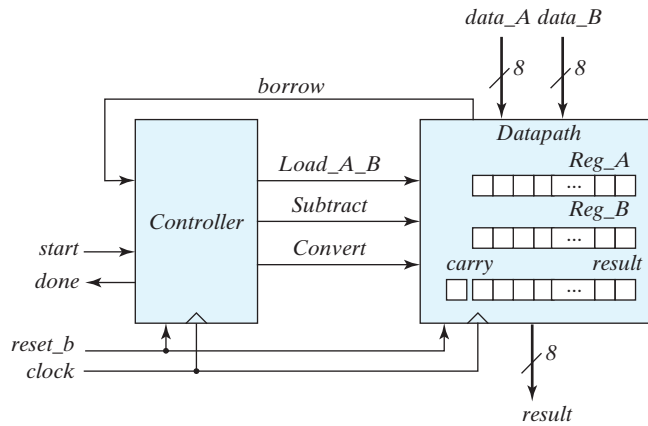 data_A data_B
8 8
borrow
Datapath
Load_A_B
Reg_A
...
Controller
Subtract
Reg_B
...
start
Convert
done
carry result
...
reset_b
clock
8
result